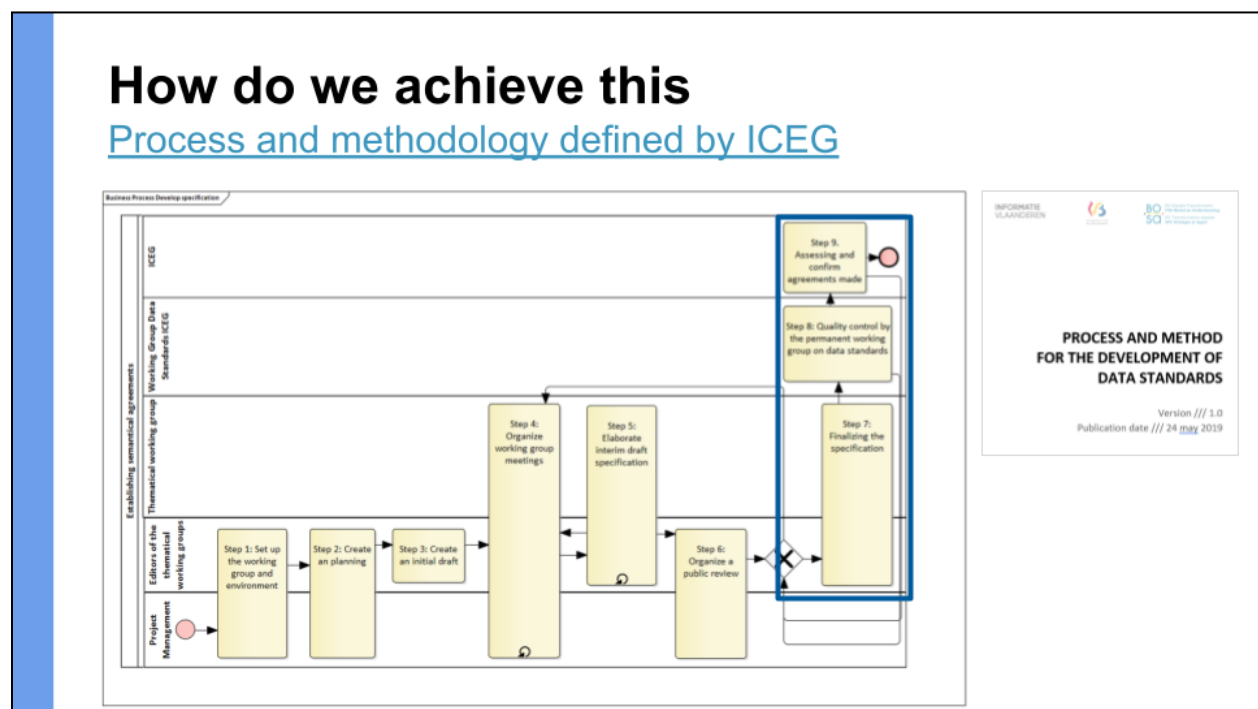 How do we achieve this
Process and methodology defined by ICEG
Business Process Develop specification
Establishing semantical agreements
ICEG
Working Group Data
Standards ICEG
Thematical working group
Editors of the
thematical
working groups
Project
Management
Step 1: Set up
the working
group and
environment
Step 2: Create
an planning
Step 3: Create
an initial draft
Step 4:
Organize
working group
meetings
Step 5:
Elaborate
interim draft
specification
Step 6:
Organize a
public review
Step 7:
Finalizing the
specification
Step 8: Quality control by
the permanent working
group on data standards
Step 9.
Assessing and
confirm
agreements made
INFORMATIE
VLAANDEREN
BO
SA
PROCESS AND METHOD
FOR THE DEVELOPMENT OF
DATA STANDARDS
Version /// 1.0
Publication date /// 24 may 2019